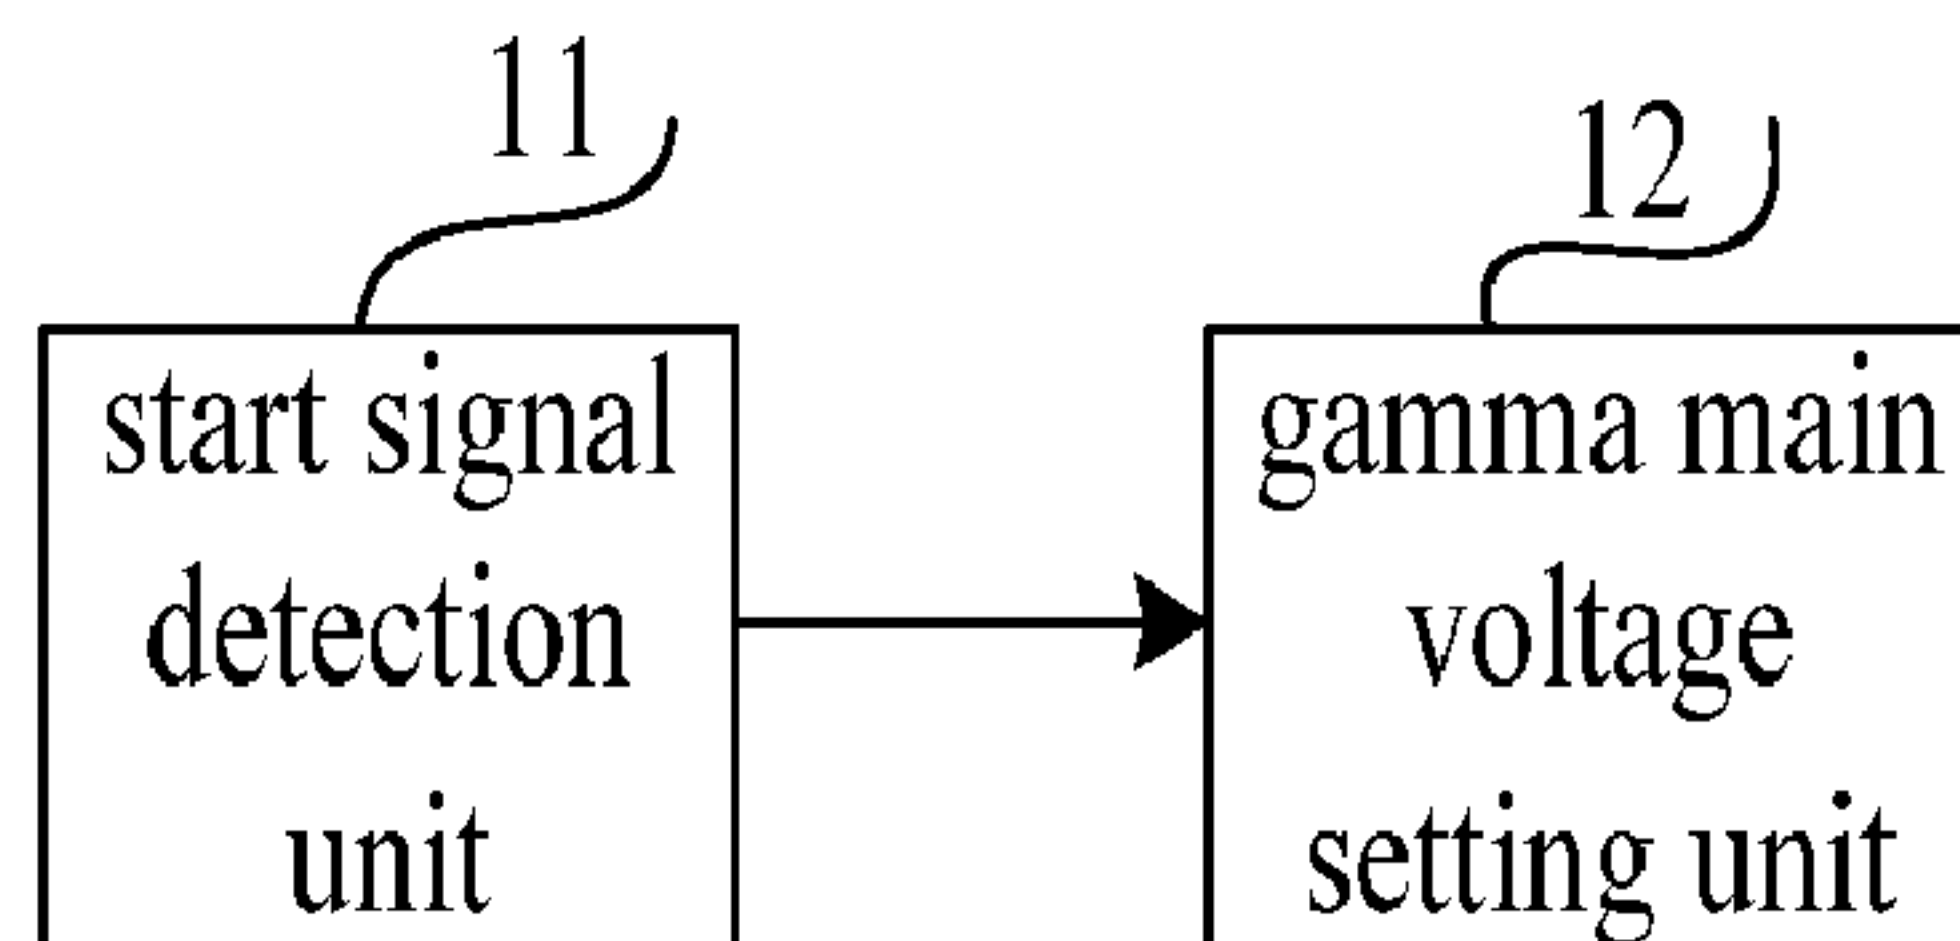 11
12
start signal
detection
unit
gamma main
voltage
setting unit